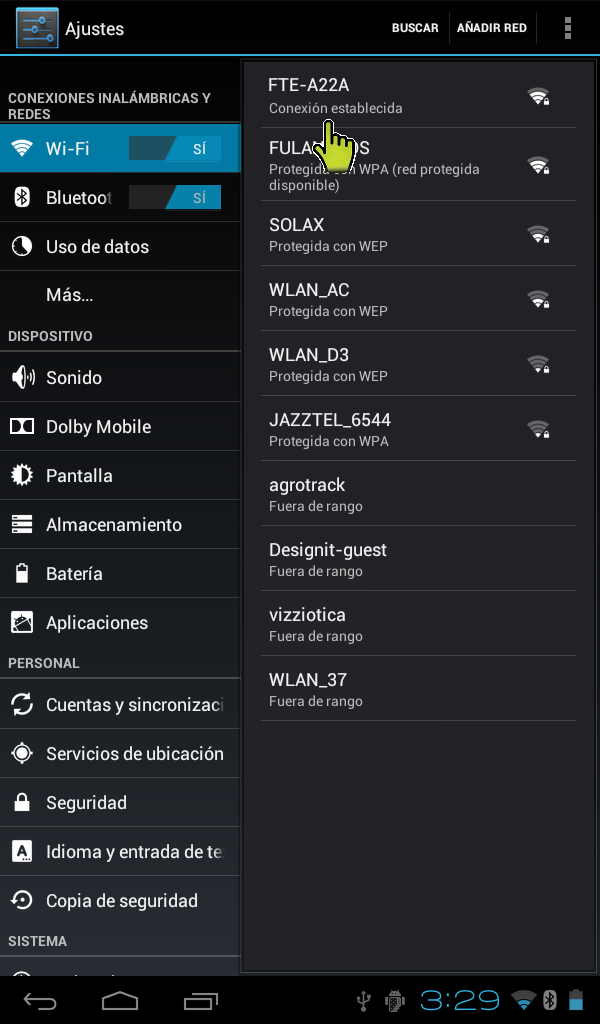 Ajustes
BUSCAR
AÑADIR RED
CONEXIONES INALÁMBRICAS Y
REDES
Wi-Fi
SÍ
Bluetoot
SÍ
Uso de datos
Más...
DISPOSITIVO
Sonido
Dolby Mobile
Pantalla
Almacenamiento
Batería
Aplicaciones
PERSONAL
Cuentas y sincronizaci
Servicios de ubicación
Seguridad
Idioma y entrada de te
Copia de seguridad
SISTEMA
FTE-A22A
Conexión establecida
Protegida con WPA (red protegida
disponible)
SOLAX
Protegida con WEP
WLAN_AC
Protegida con WEP
WLAN_D3
Protegida con WEP
JAZZTEL_6544
Protegida con WPA
agrotrack
Fuera de rango
Designit-guest
Fuera de rango
vizziotica
Fuera de rango
WLAN_37
Fuera de rango
3:29